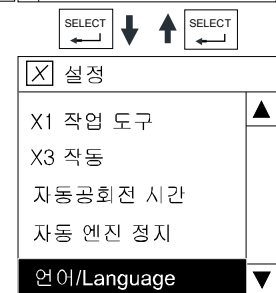 SELECT SELECT
X 설정
X1 작업 도구
X3 작동
자동공회전 시간
자동 엔진 정지
언어/Language